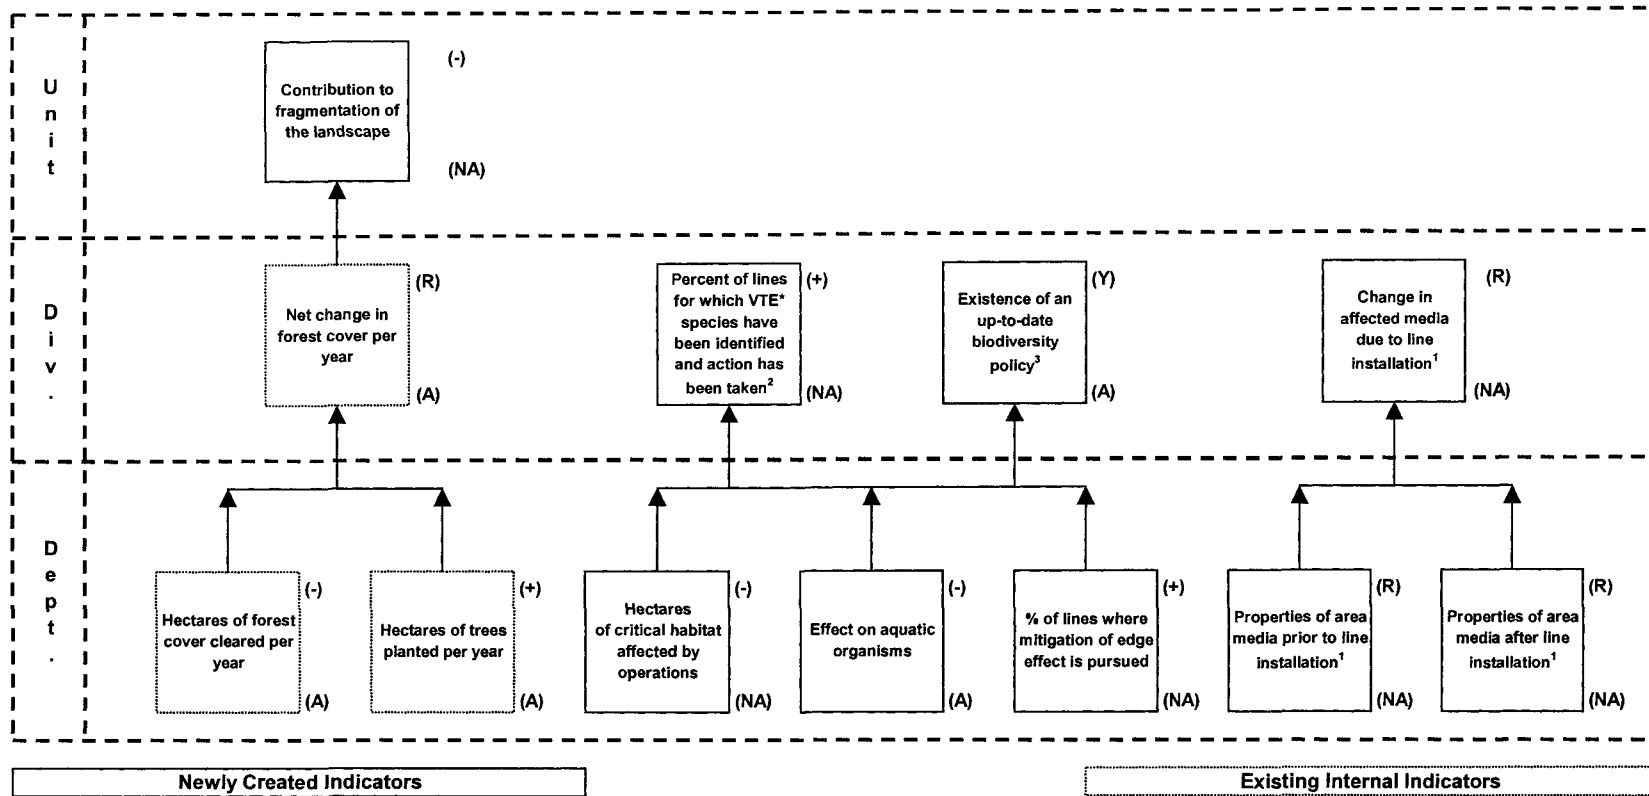 U
n
i
t
Contribution to
fragmentation of
the landscape
(-)
(NA)
D
i
v
.
Net change in
forest cover per
year
(R)
(A)
Percent of lines
for which VTE*
species have
been identified
and action has
been taken2
(+)
(NA)
Existence of an
up-to-date
biodiversity
policy3
(Y)
(A)
Change in
affected media
due to line
installation1
(R)
(NA)
D
e
p
t
.
Hectares of forest
cover cleared per
year
(-)
(A)
Hectares of trees
planted per year
(+)
(A)
Hectares
of critical habitat
affected by
operations
(-)
(NA)
Effect on aquatic
organisms
(-)
(A)
% of lines where
mitigation of edge
effect is pursued
(+)
(NA)
Properties of area
media prior to line
installation1
(R)
(NA)
Properties of area
media after line
installation1
(R)
(NA)
Newly Created Indicators
Existing Internal Indicators